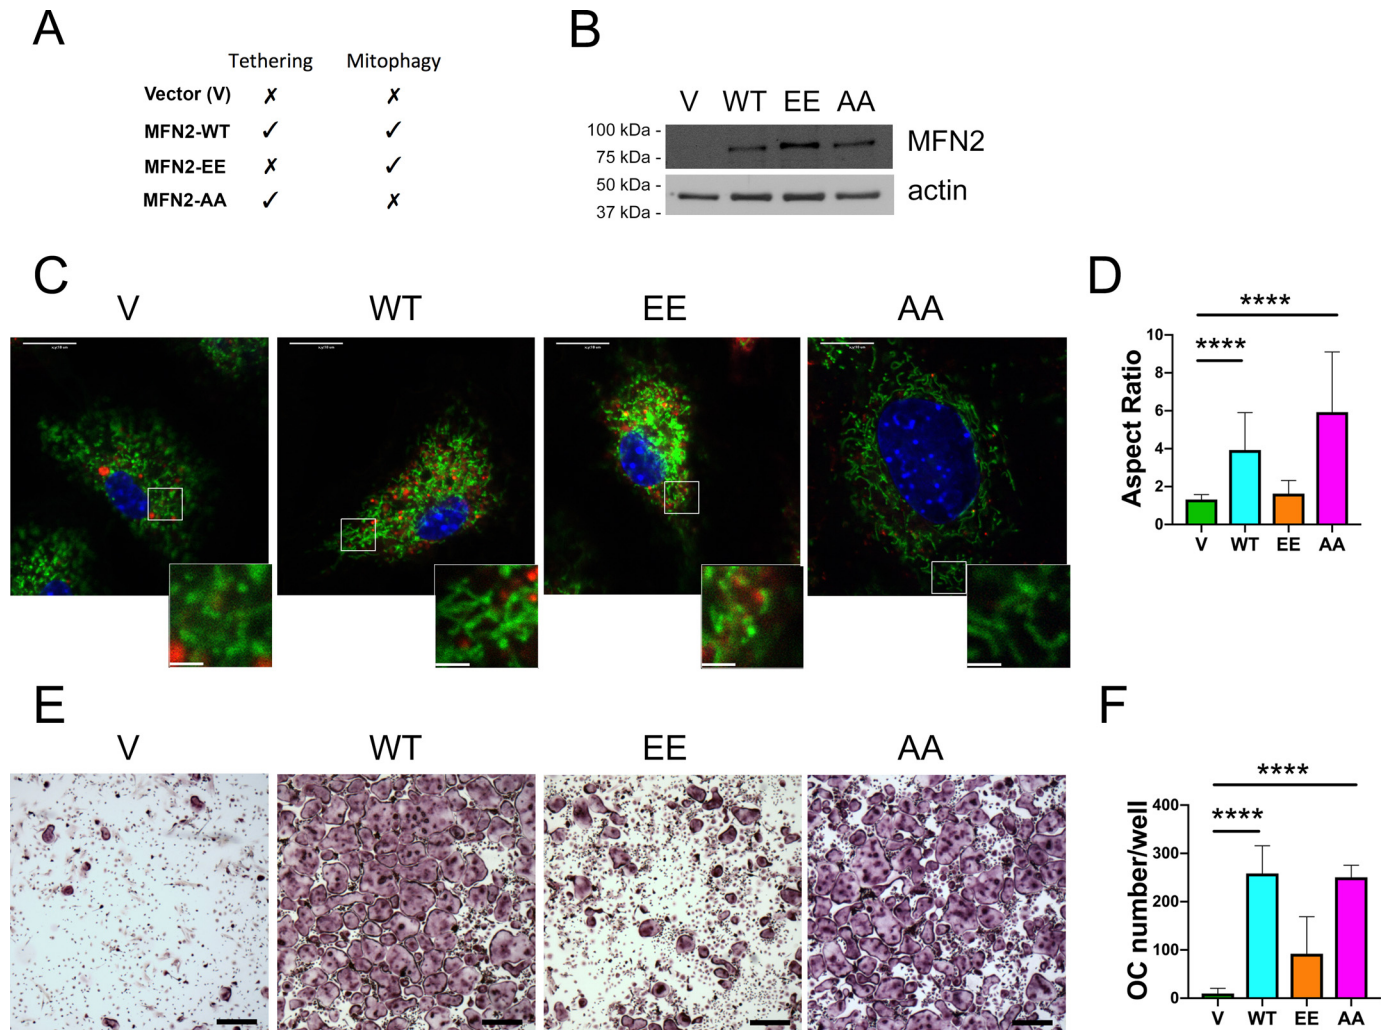 A
Tethering Mitophagy
Vector (V) ✗ ✗
MFN2-WT ✓ ✓
MFN2-EE ✗ ✓
MFN2-AA ✓ ✗
B
V WT EE AA
100 kDa -
75 kDa -
MFN2
50 kDa -
37 kDa -
actin
C
V WT EE AA
D
****
****
Aspect Ratio
10
8
6
4
2
0
V WT EE AA
E
V WT EE AA
F
****
****
OC number/well
400
300
200
100
0
V WT EE AA